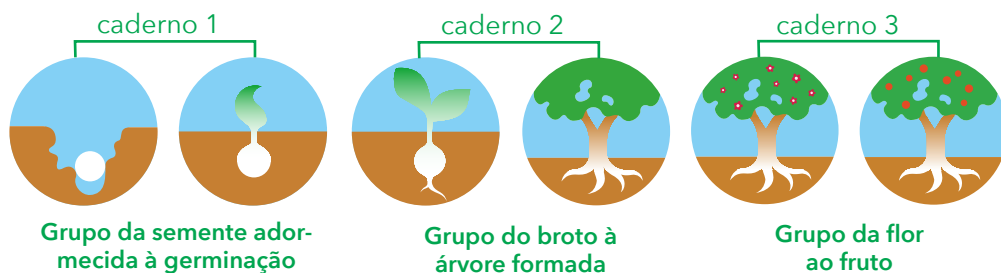 caderno 1
caderno 2
caderno 3
Grupo da semente ador-
mecida à germinação
Grupo do broto à
árvore formada
Grupo da flor
ao fruto